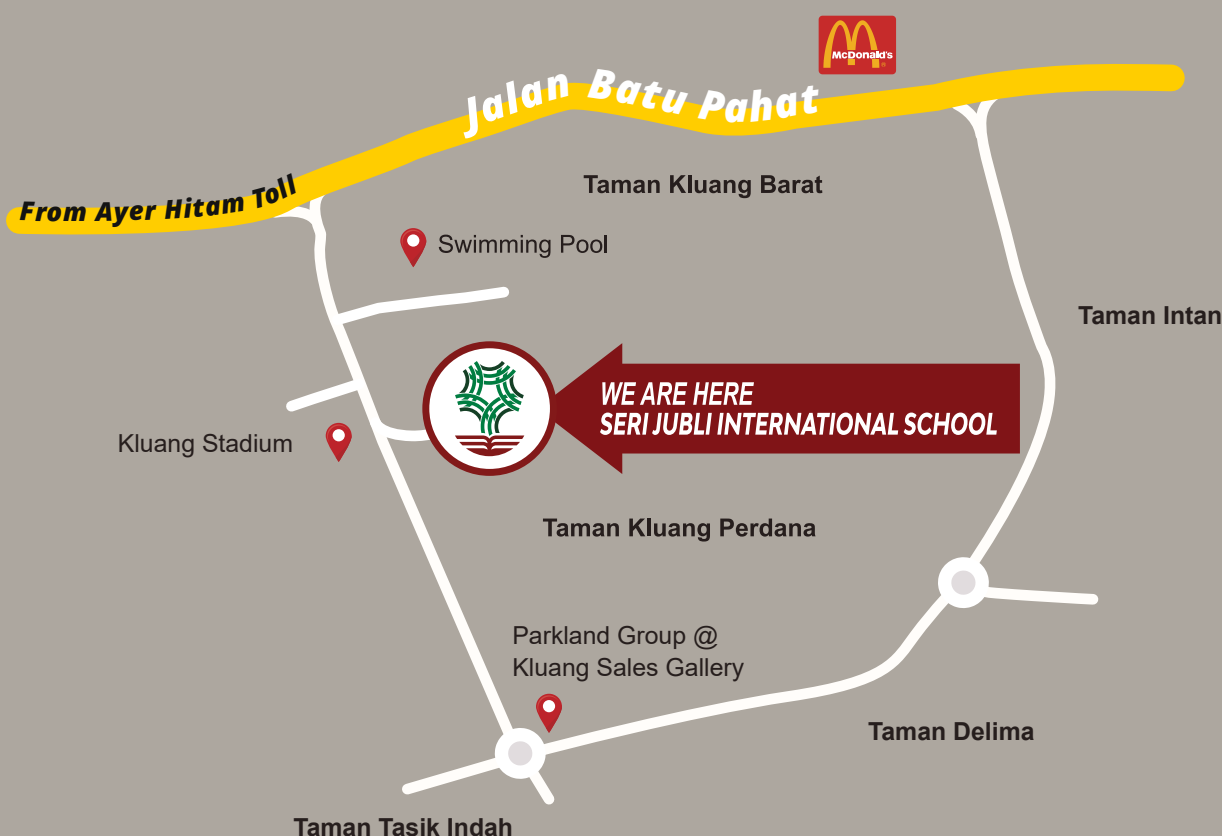 McDonald's
Jalan Batu Pahat
From Ayer Hitam Toll
Taman Kluang Barat
Swimming Pool
Taman Intan
WE ARE HERE
SERI JUBLI INTERNATIONAL SCHOOL
Kluang Stadium
Taman Kluang Perdana
Parkland Group @
Kluang Sales Gallery
Taman Delima
Taman Tasik Indah